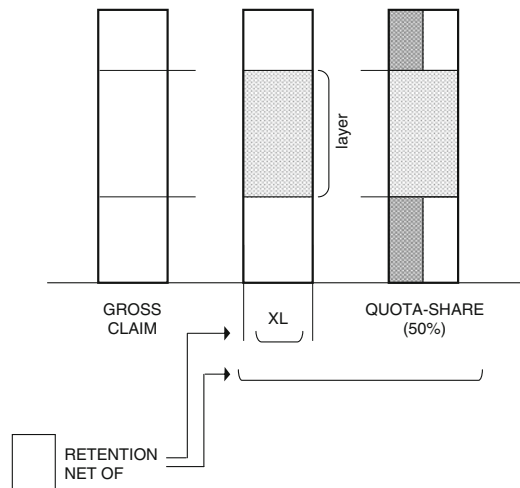 layer
GROSS
CLAIM
XL
QUOTA-SHARE
(50%)
RETENTION
NET OF